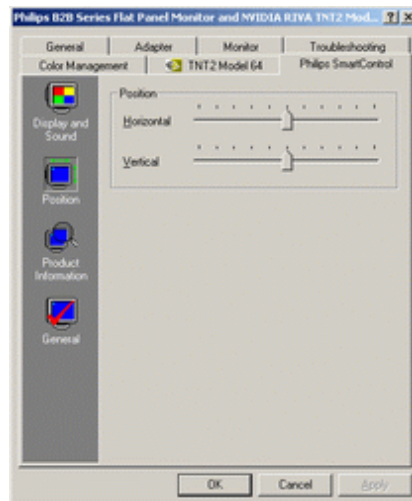 Philips B2B Series Flat Panel Monitor and NVIDIA RIVA TNT2 Mod...
General
Adapter
Monitor
Troubleshooting
Color Management
TNT2 Model 64
Philips SmartControl
Display and
Sound
Position
Product
Information
General
Position
Horizontal
Vertical
OK
Cancel
Apply